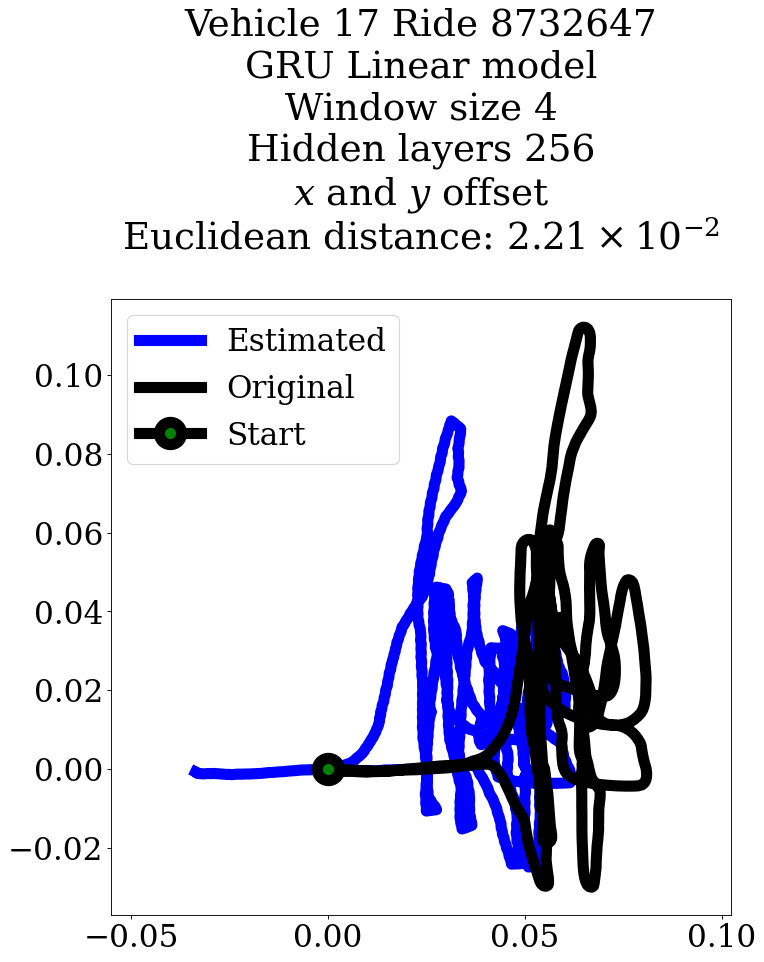 Vehicle 17 Ride 8732647
GRU Linear model
Window size 4
Hidden layers 256
x and y offset
Euclidean distance: 2.21 × 10⁻²
Estimated
Original
Start
0.10
0.08
0.06
0.04
0.02
0.00
−0.02
−0.05 0.00 0.05 0.10